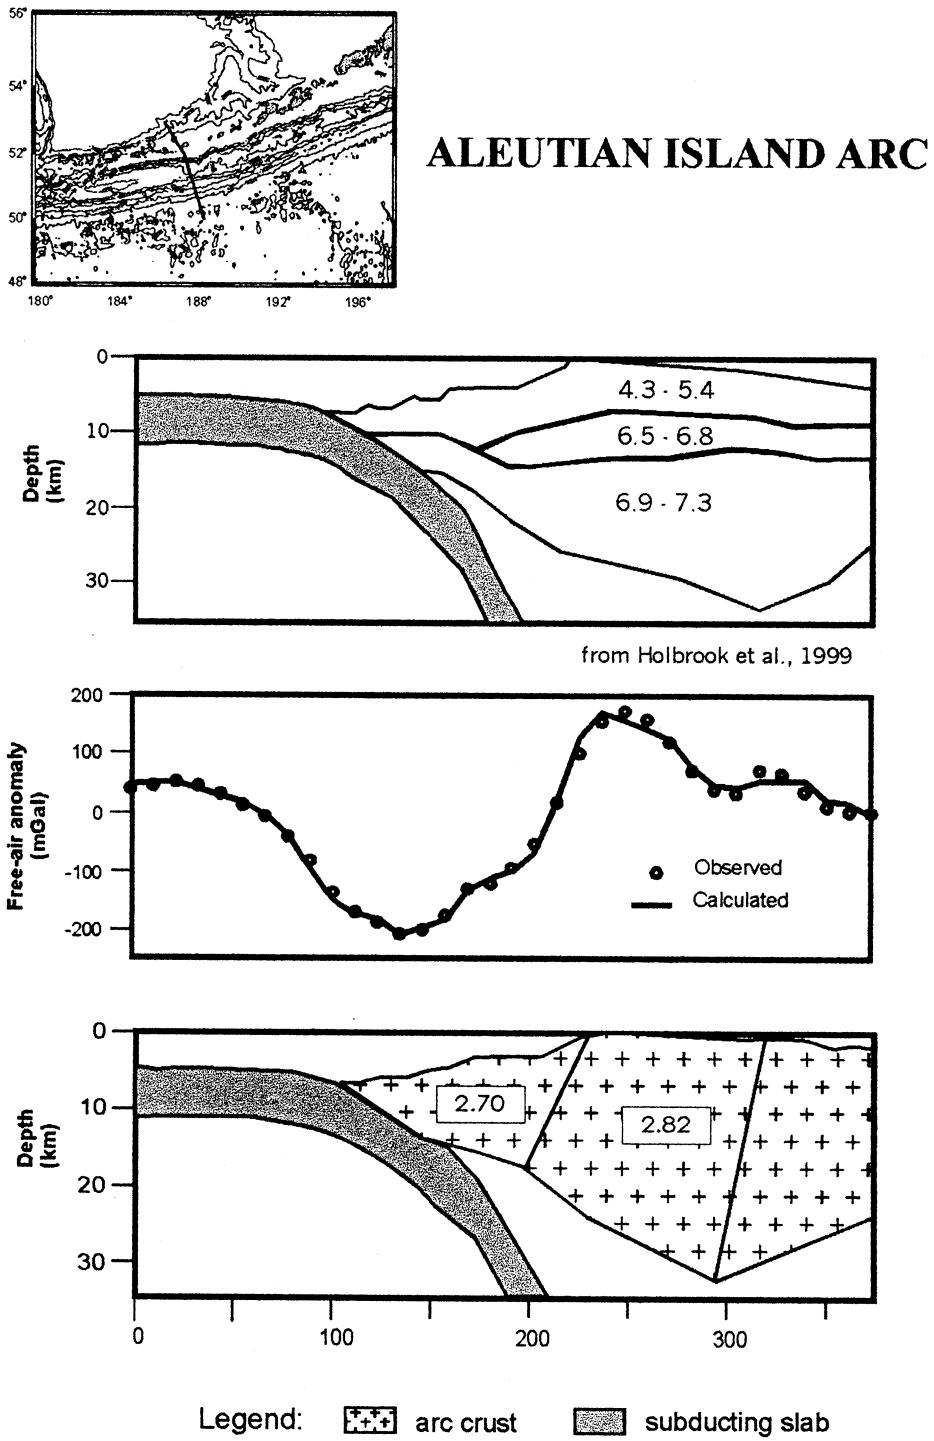 56°
54°
52°
50°
48°
180° 184° 188° 192° 196°
ALEUTIAN ISLAND ARC
0
10
20
30
Depth
(km)
4.3 - 5.4
6.5 - 6.8
6.9 - 7.3
from Holbrook et al., 1999
200
100
0
-100
-200
Free-air anomaly
(mGal)
Observed
Calculated
0
10
20
30
Depth
(km)
2.70
2.82
0 100 200 300
Legend: arc crust subducting slab